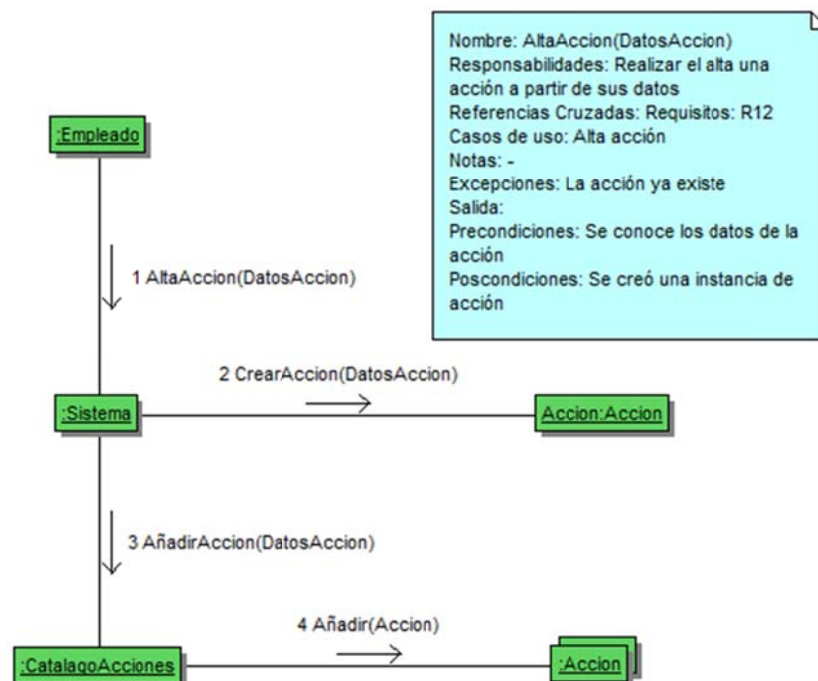 Nombre: AltaAccion(DatosAccion)
Responsabilidades: Realizar el alta una
acción a partir de sus datos
Referencias Cruzadas: Requisitos: R12
Casos de uso: Alta acción
Notas: -
Excepciones: La acción ya existe
Salida:
Precondiciones: Se conoce los datos de la
acción
Poscondiciones: Se creó una instancia de
acción
:Empleado
1 AltaAccion(DatosAccion)
2 CrearAccion(DatosAccion)
:Sistema
Accion:Accion
3 AñadirAccion(DatosAccion)
4 Añadir(Accion)
:CatalagoAcciones
:Accion